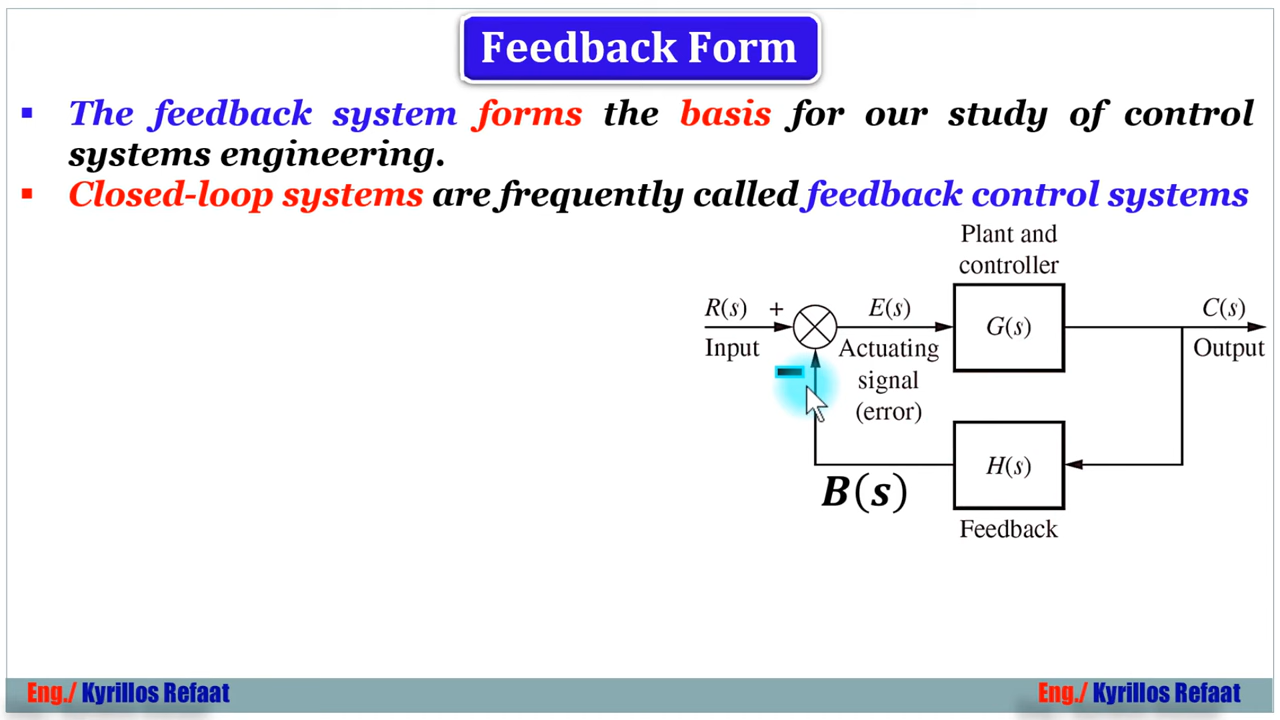 Feedback Form
▪ The feedback system forms the basis for our study of control
systems engineering.
▪ Closed-loop systems are frequently called feedback control systems
Plant and
controller
R(s) +
E(s)
G(s)
C(s)
Input
Actuating
signal
(error)
Output
−
H(s)
B(s)
Feedback
Eng./ Kyrillos Refaat
Eng./ Kyrillos Refaat